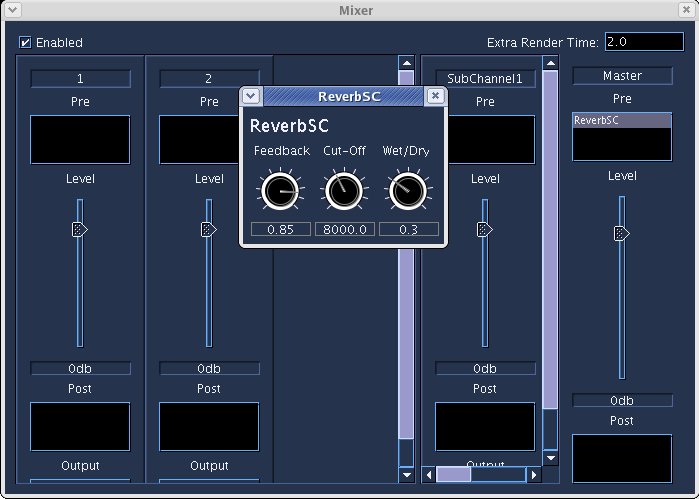 Mixer
Enabled
Extra Render Time: 2.0
1
Pre
Level
0db
Post
Output
2
Pre
Level
0db
Post
Output
ReverbSC
ReverbSC
Feedback Cut-Off Wet/Dry
0.85 8000.0 0.3
SubChannel1
Pre
Level
0db
Post
Output
Master
Pre
ReverbSC
Level
0db
Post